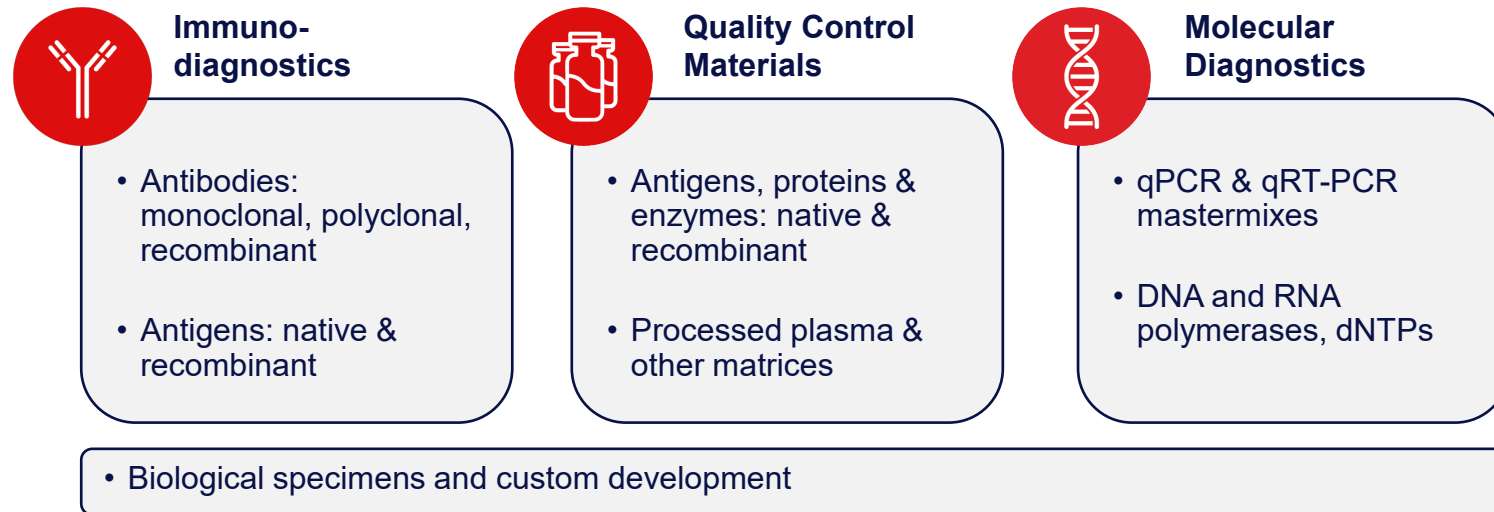 Immuno-
diagnostics
• Antibodies:
monoclonal, polyclonal,
recombinant
• Antigens: native &
recombinant
Quality Control
Materials
• Antigens, proteins &
enzymes: native &
recombinant
• Processed plasma &
other matrices
Molecular
Diagnostics
• qPCR & qRT-PCR
mastermixes
• DNA and RNA
polymerases, dNTPs
• Biological specimens and custom development